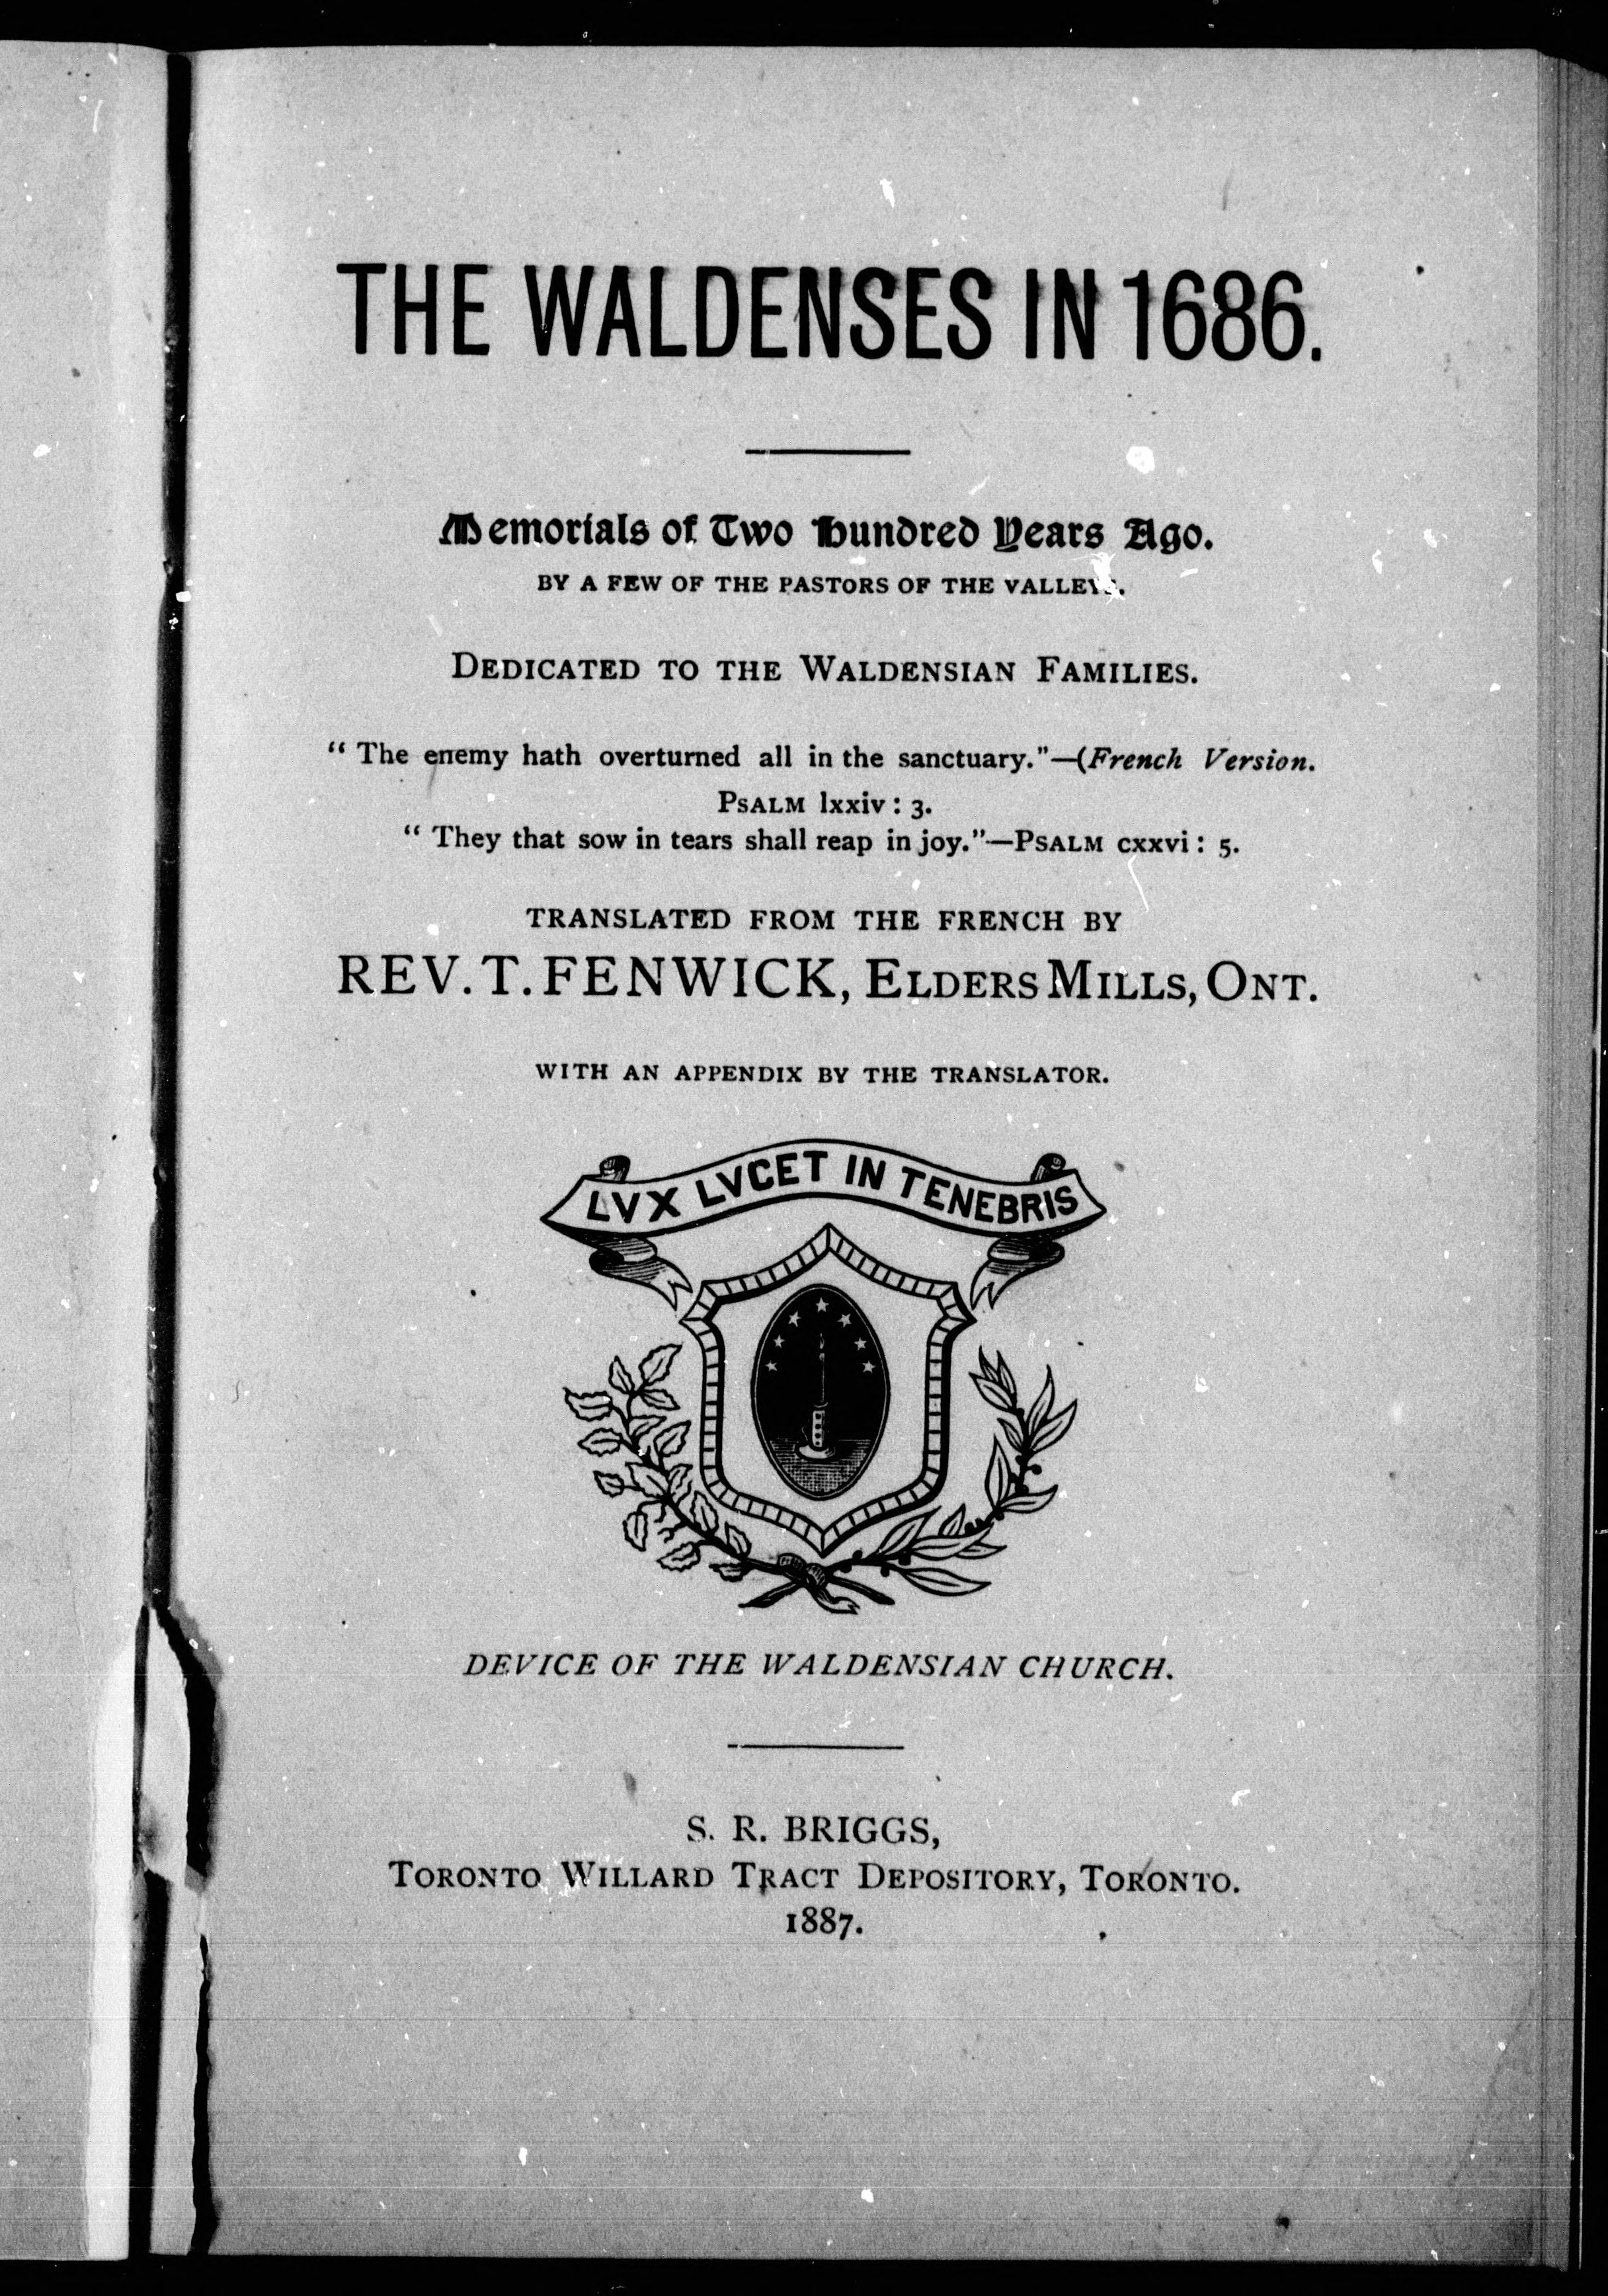 THE WALDENSES IN 1686.
Memorials of Two Hundred Years Ago.
BY A FEW OF THE PASTORS OF THE VALLEYS.
DEDICATED TO THE WALDENSIAN FAMILIES.
“ The enemy hath overturned all in the sanctuary.”—(French Version.
PSALM lxxiv : 3.
“ They that sow in tears shall reap in joy.”—PSALM cxxvi : 5.
TRANSLATED FROM THE FRENCH BY
REV. T. FENWICK, ELDERS MILLS, ONT.
WITH AN APPENDIX BY THE TRANSLATOR.
LVX LVCET IN TENEBRIS
DEVICE OF THE WALDENSIAN CHURCH.
S. R. BRIGGS,
TORONTO WILLARD TRACT DEPOSITORY, TORONTO.
1887.